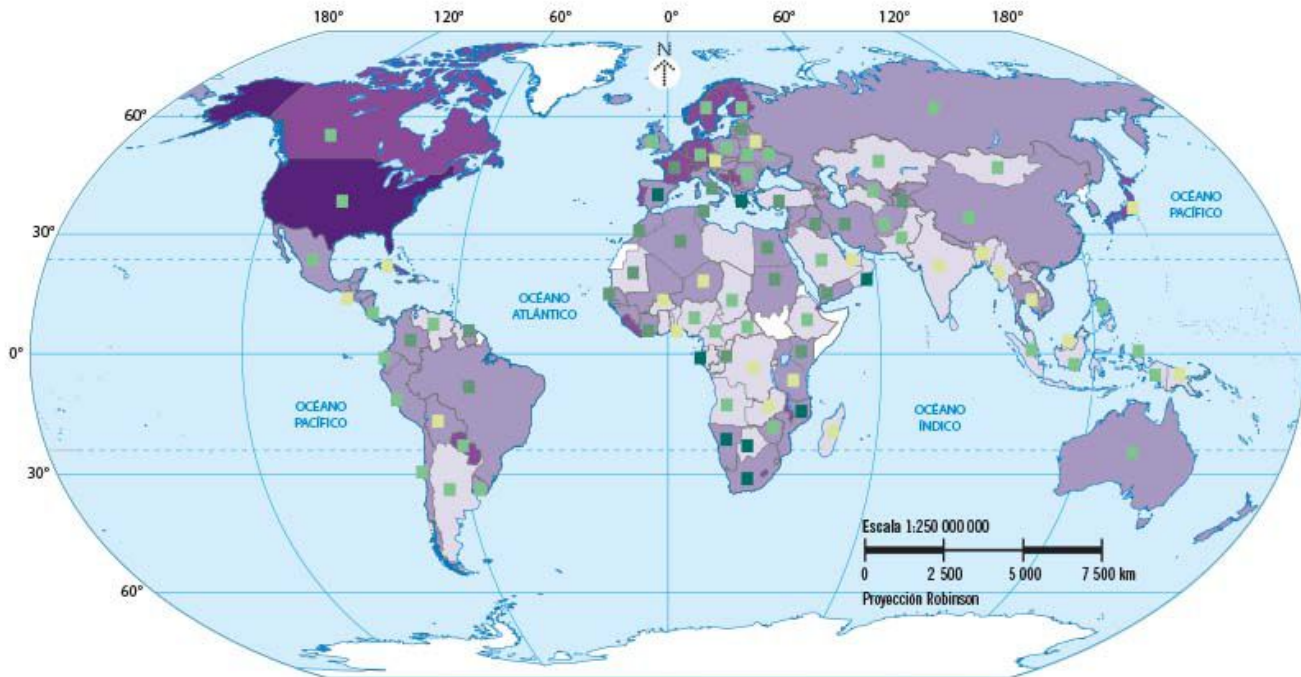 180° 120° 60° 0° 60° 120° 180°
N
60°
OCÉANO
PACÍFICO
30°
OCÉANO
ATLÁNTICO
0°
OCÉANO
PACÍFICO
OCÉANO
ÍNDICO
30°
Escala 1:250 000 000
0 2 500 5 000 7 500 km
Proyección Robinson
60°